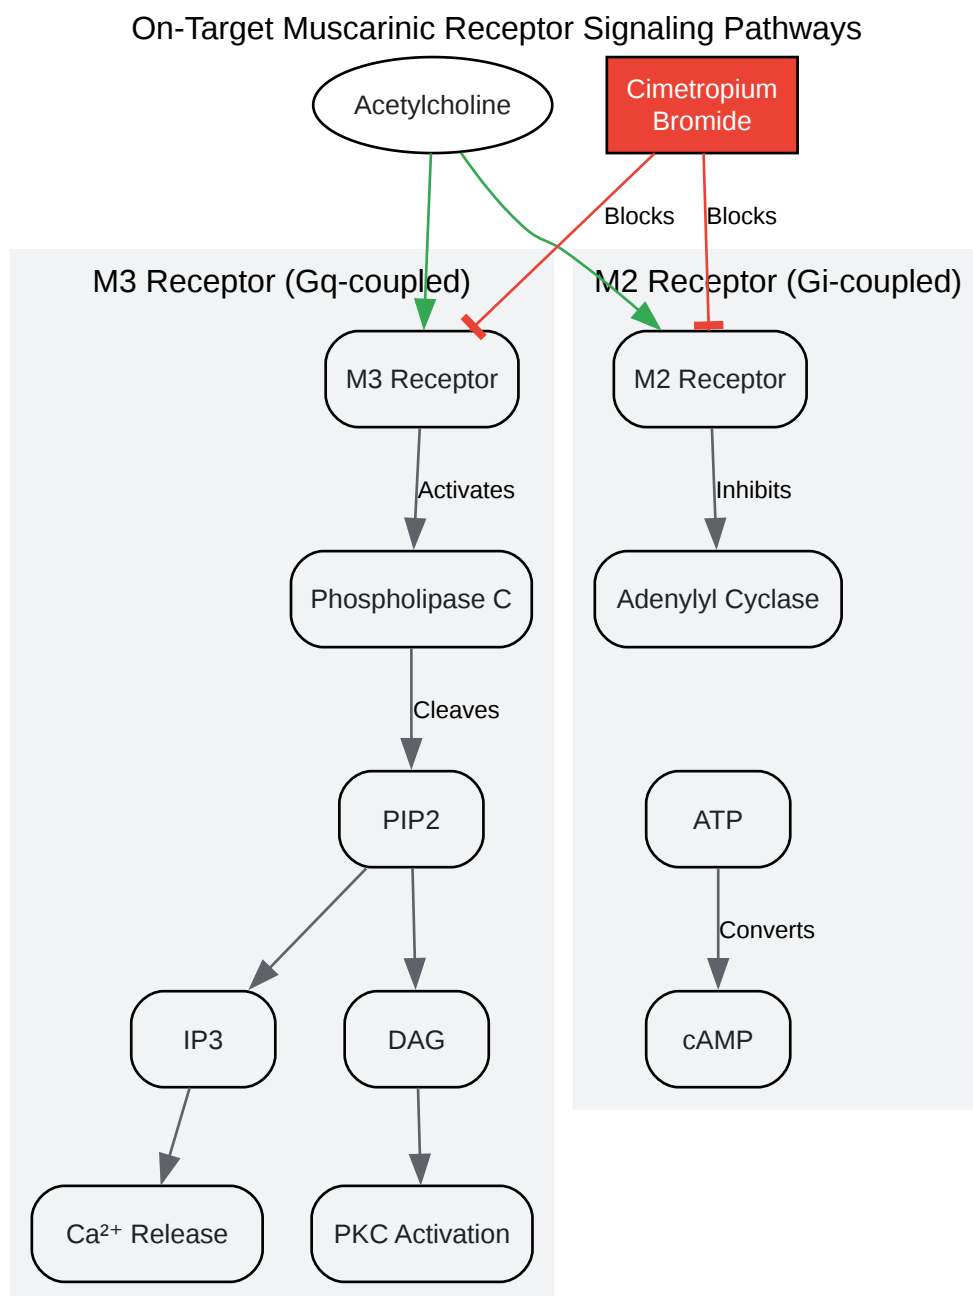 On-Target Muscarinic Receptor Signaling Pathways
Acetylcholine
Cimetropium
Bromide
Blocks
Blocks
M3 Receptor (Gq-coupled)
M2 Receptor (Gi-coupled)
M3 Receptor
M2 Receptor
Activates
Inhibits
Phospholipase C
Adenylyl Cyclase
Cleaves
PIP2
ATP
Converts
IP3
DAG
cAMP
Ca²⁺ Release
PKC Activation